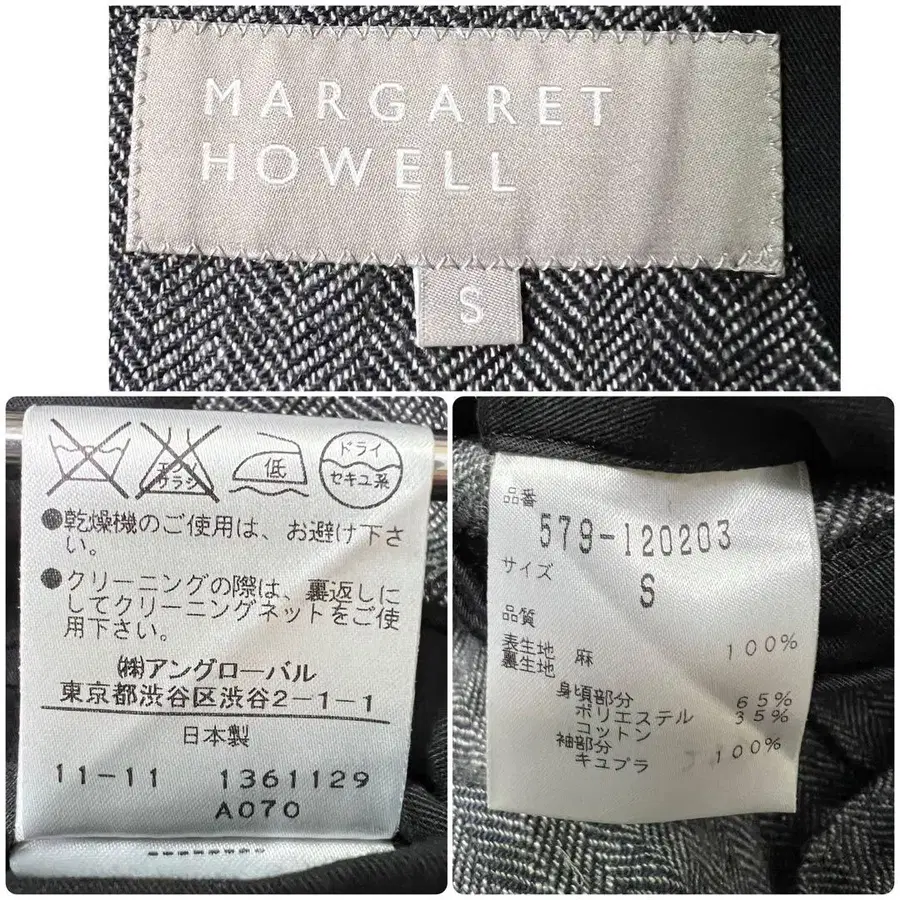 MARGARET
HOWELL
S
エンソ
サラシ
低
ドライ
セキユ系
●乾燥機のご使用は、お避け下さ
い。
●クリーニングの際は、裏返しに
してクリーニングネットをご使
用下さい。
㈱アングローバル
東京都渋谷区渋谷2-1-1
日本製
11-11 1361129
A070
品番
579-120203
サイズ
S
品質
表生地 麻 100%
裏生地
身頃部分
ポリエステル 65%
コットン 35%
袖部分
キュプラ 100%